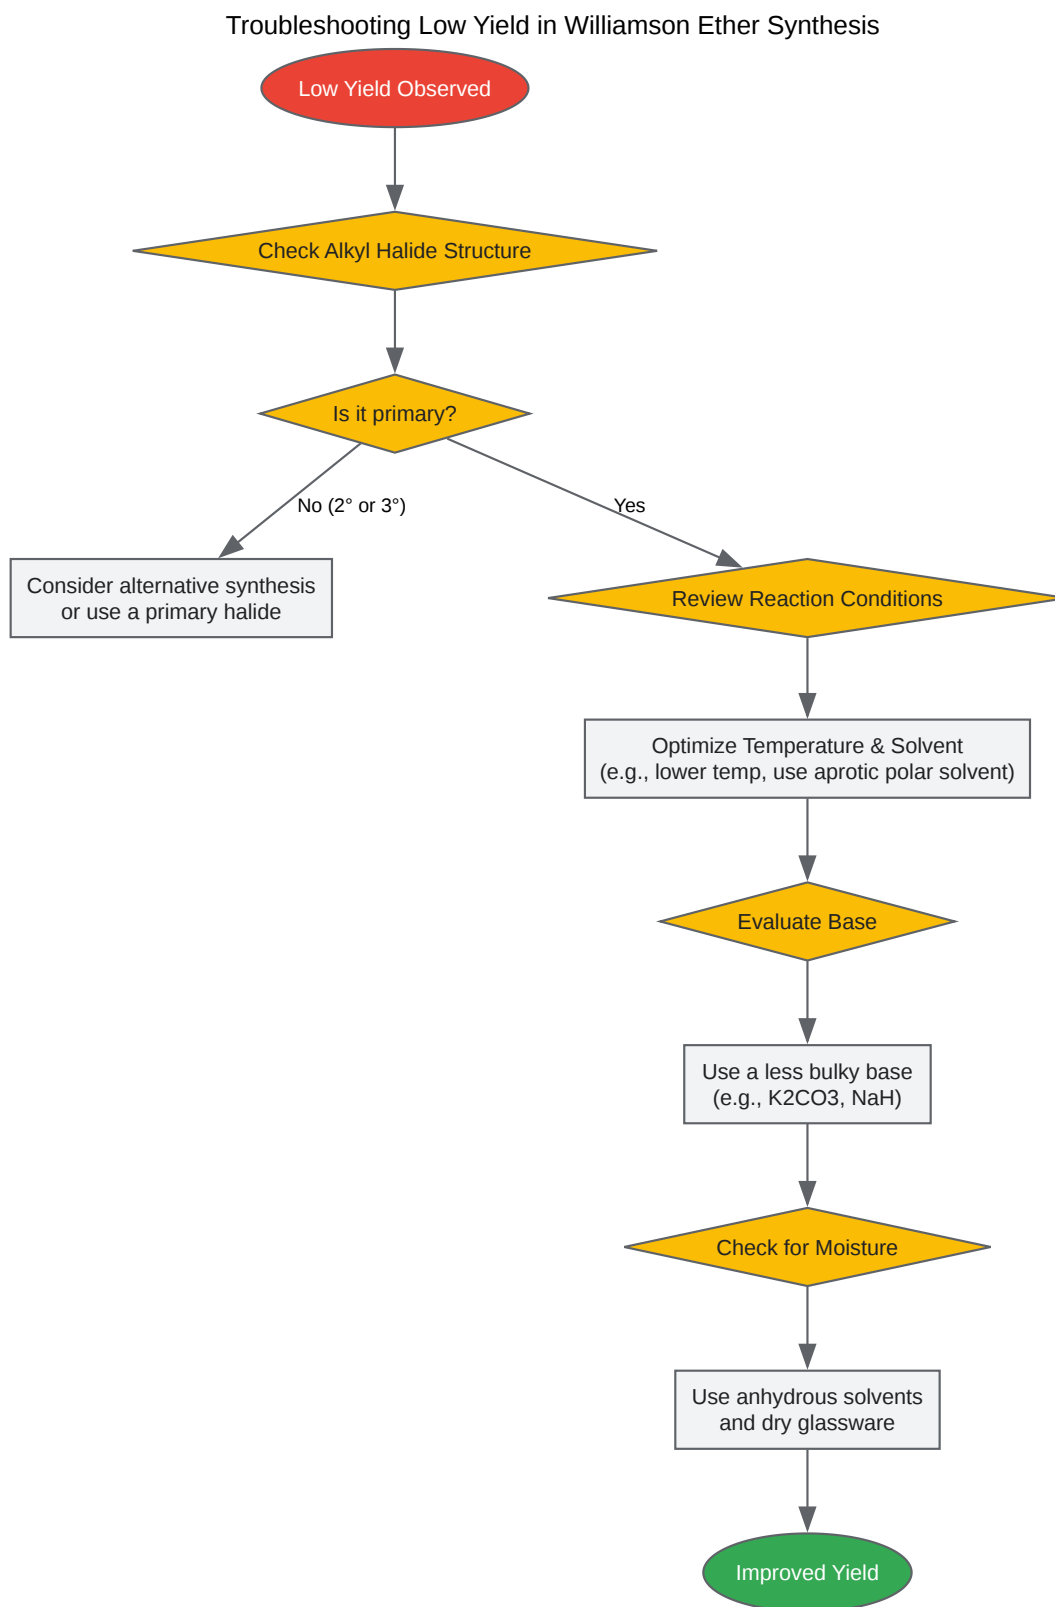 Troubleshooting Low Yield in Williamson Ether Synthesis
Low Yield Observed
Check Alkyl Halide Structure
Is it primary?
No (2° or 3°)
Yes
Consider alternative synthesis
or use a primary halide
Review Reaction Conditions
Optimize Temperature & Solvent
(e.g., lower temp, use aprotic polar solvent)
Evaluate Base
Use a less bulky base
(e.g., K2CO3, NaH)
Check for Moisture
Use anhydrous solvents
and dry glassware
Improved Yield